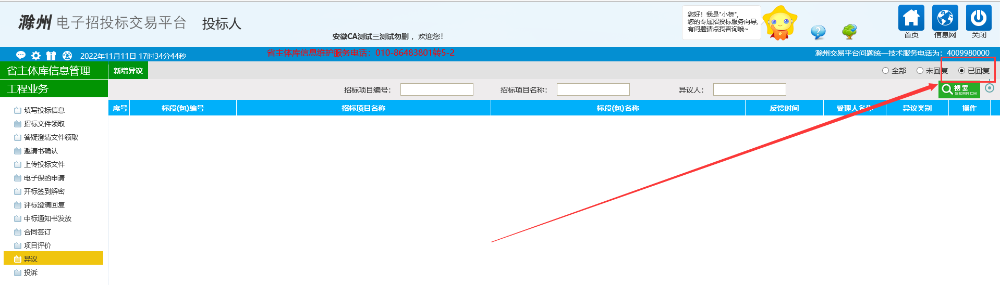 滁州 电子招投标交易平台 投标人
安徽CA测试三测试勿删 ，欢迎您！
您好！我是"小桥",
您的专属招投标服务向导,
有问题请点我咨询哦~
首页 信息网 关闭
2022年11月11日 17时34分44秒
省主体库信息维护服务电话：010-86483801转5-2
滁州交易平台问题统一技术服务电话为：4009980000
省主体库信息管理
新增异议
全部 未回复 已回复
工程业务
招标项目编号： 招标项目名称： 异议人：
搜索
SEARCH
序号 标段(包)编号 招标项目名称 标段(包)名称 反馈时间 受理人名称 异议类别 操作
填写投标信息
招标文件领取
答疑澄清文件领取
邀请书确认
上传投标文件
电子保函申请
开标签到解密
评标澄清回复
中标通知书发放
合同签订
项目评价
异议
投诉